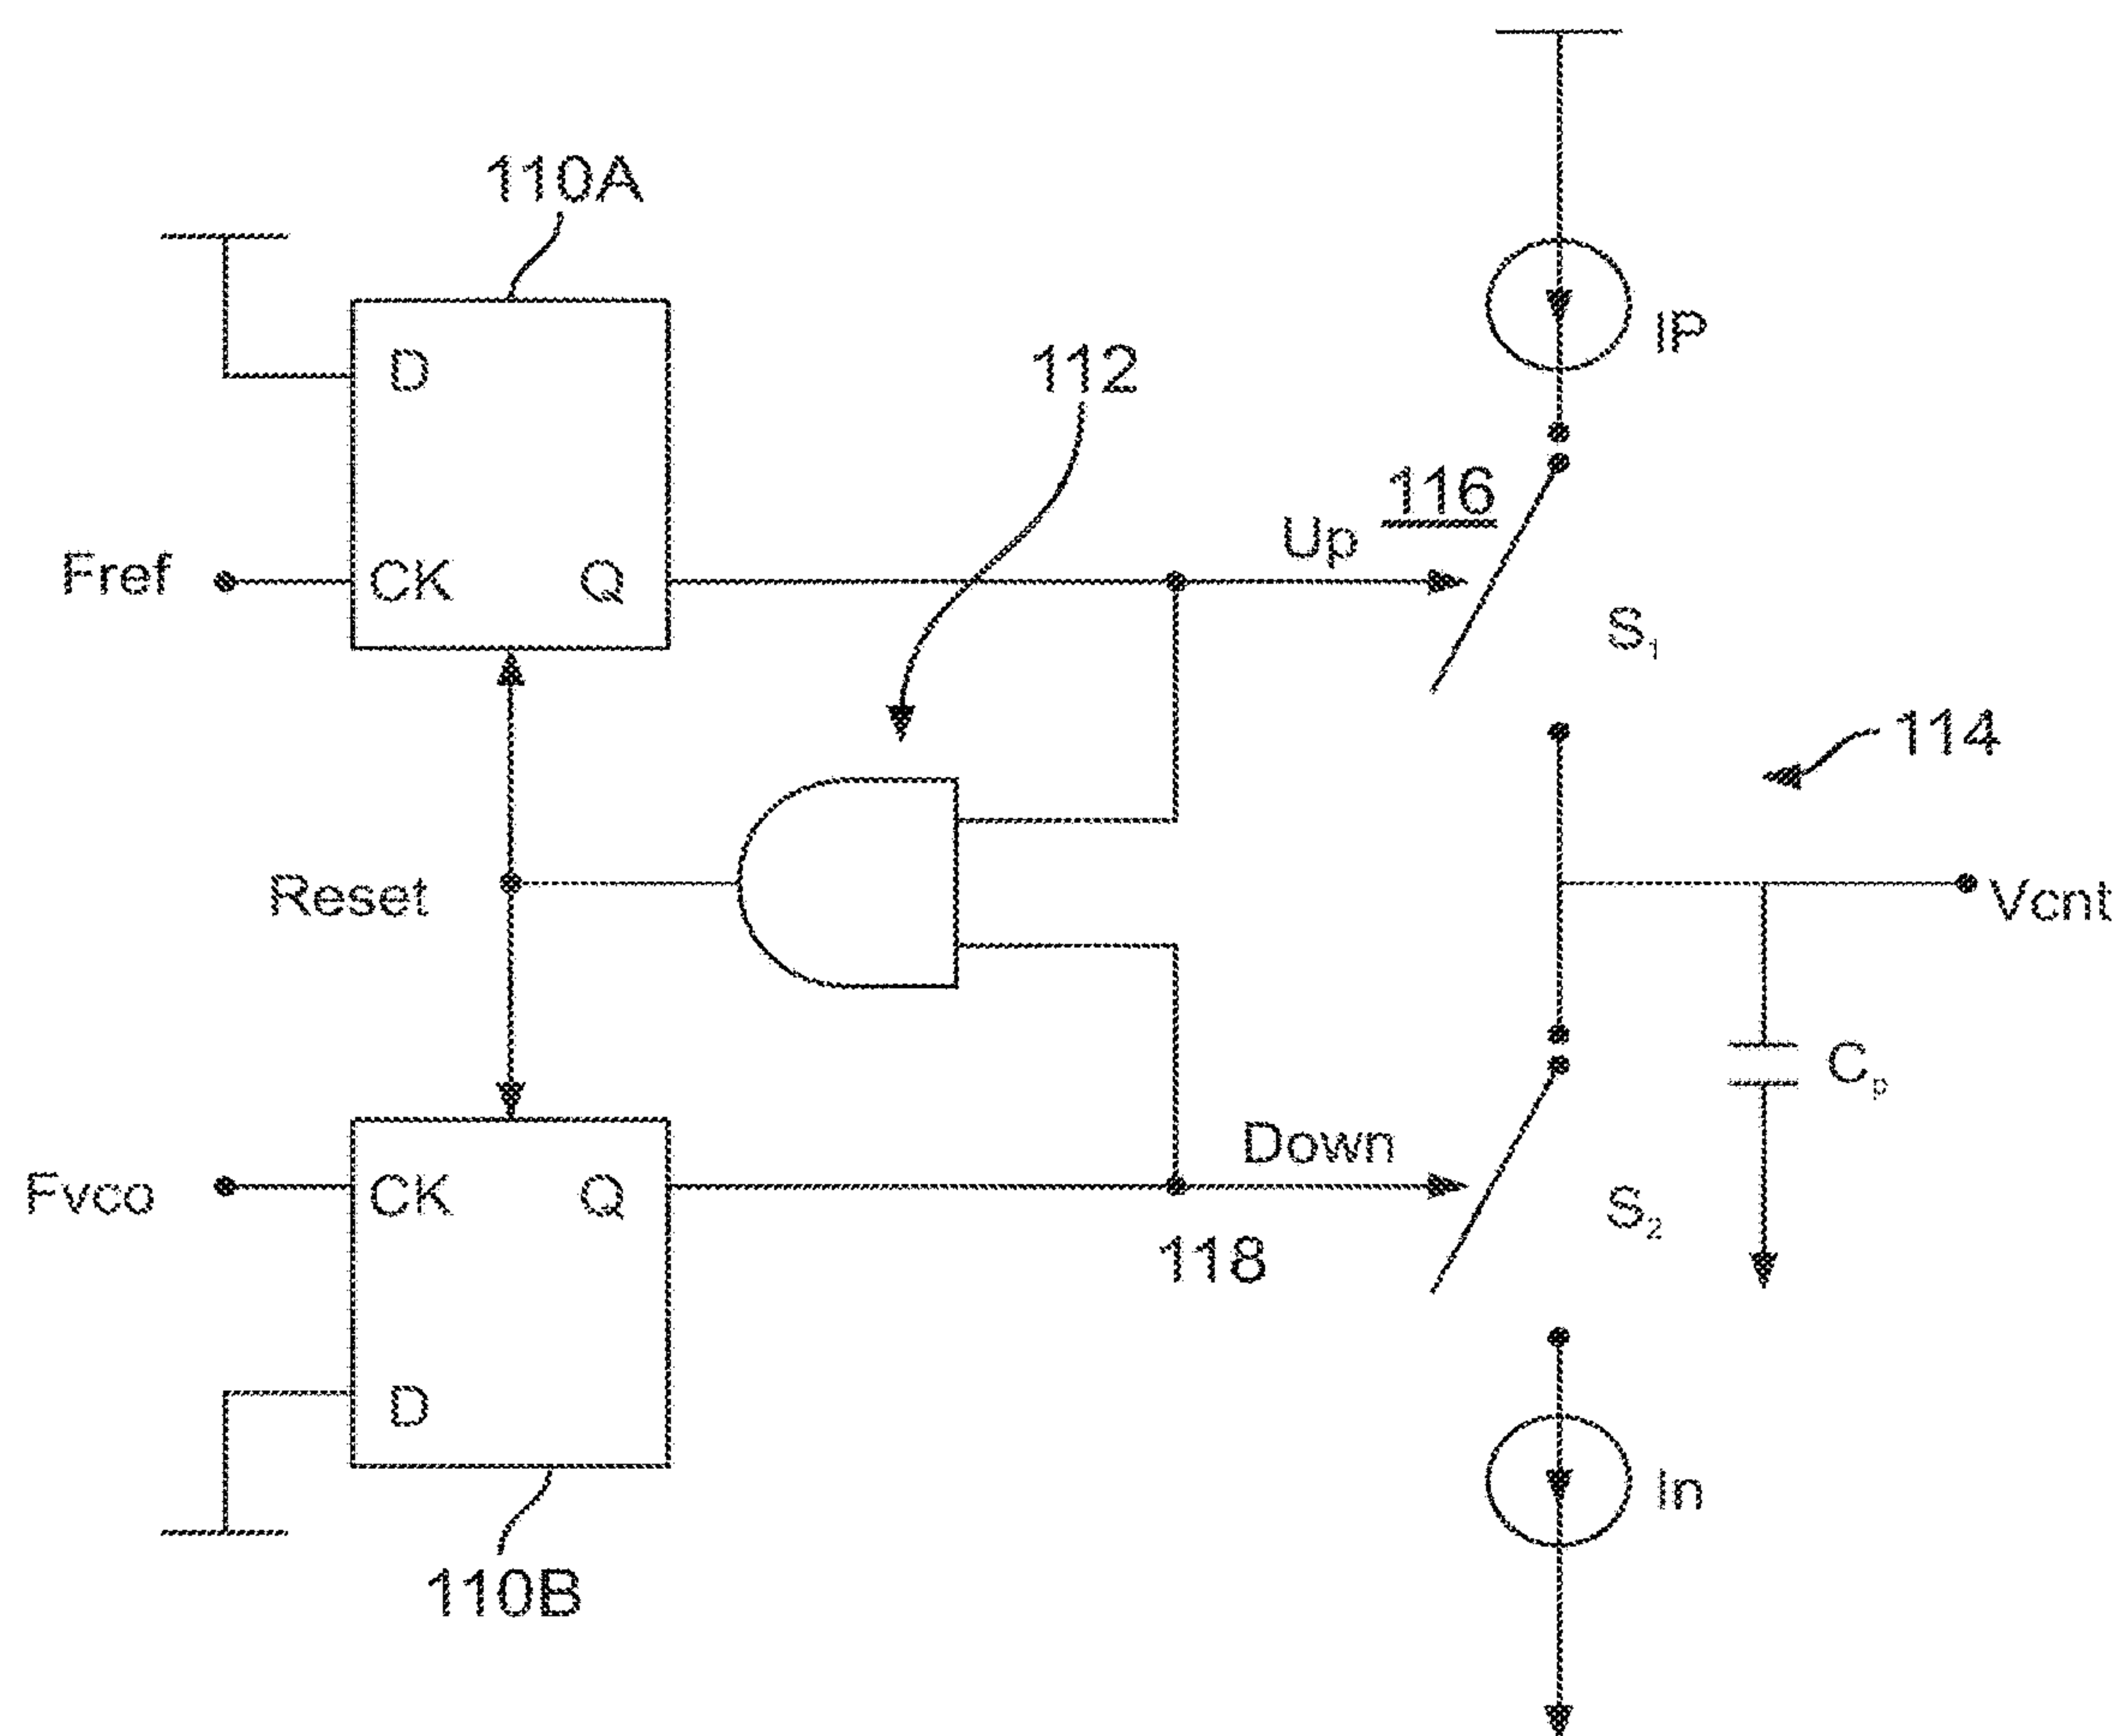 110A
D
IP
112
116
Up
Fref
CK
Q
S₁
114
Reset
Vcnt
Cₚ
Down
Fvco
CK
Q
S₂
118
D
In
110B